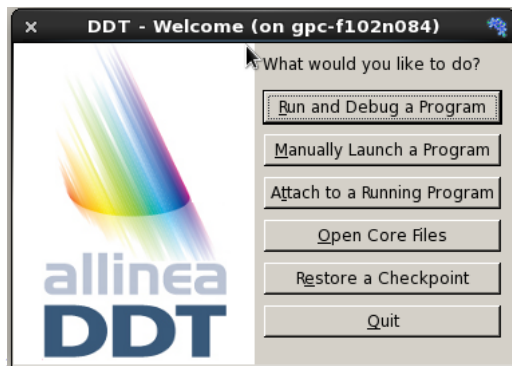 DDT - Welcome (on gpc-f102n084)
What would you like to do?
Run and Debug a Program
Manually Launch a Program
Attach to a Running Program
Open Core Files
Restore a Checkpoint
Quit
allinea
DDT